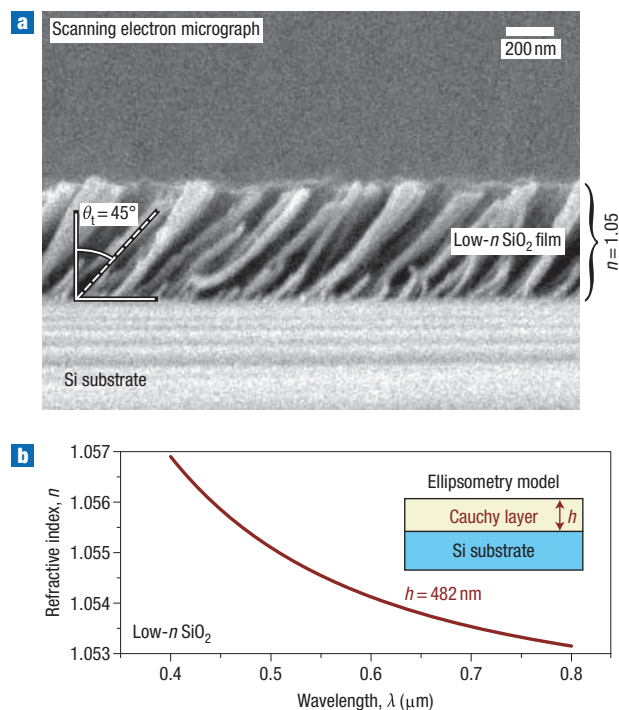 a
Scanning electron micrograph
200 nm
θt = 45°
Low-n SiO2 film
n = 1.05
Si substrate
b
1.057
1.056
1.055
1.054
1.053
Refractive index, n
Ellipsometry model
Cauchy layer
h
Si substrate
h = 482 nm
Low-n SiO2
0.4 0.5 0.6 0.7 0.8
Wavelength, λ (μm)